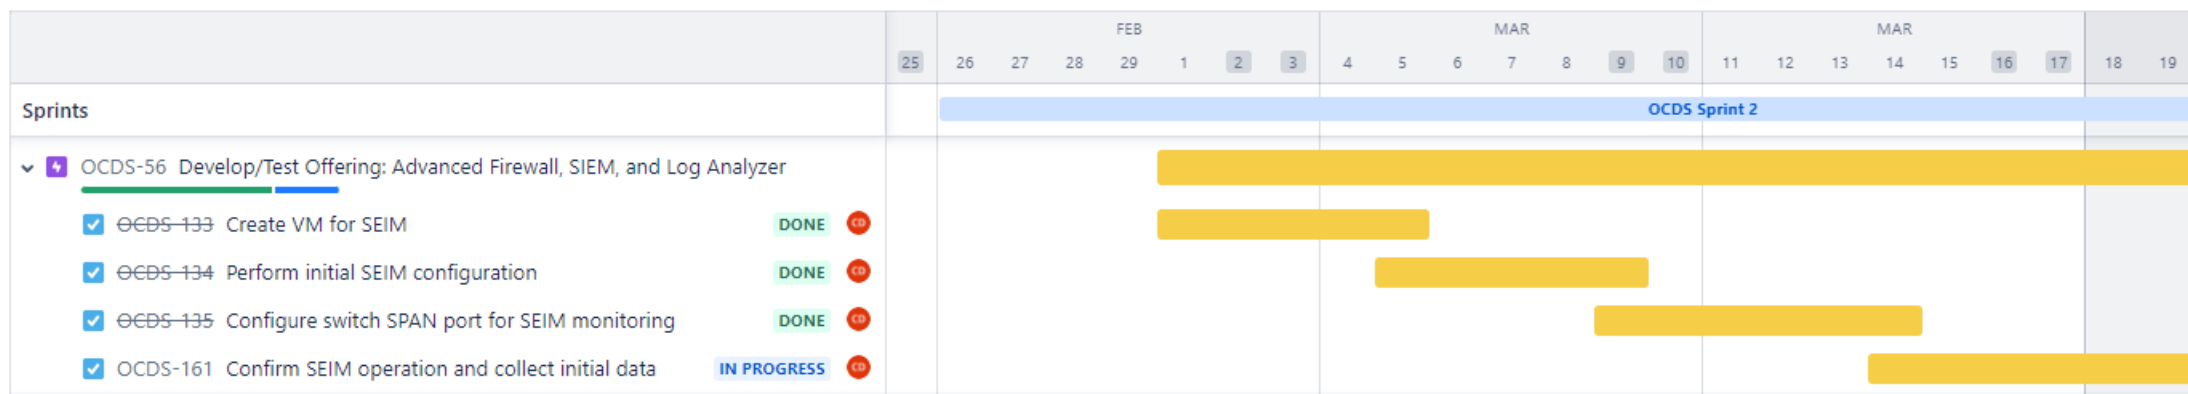 FEB MAR MAR
25 26 27 28 29 1 2 3 4 5 6 7 8 9 10 11 12 13 14 15 16 17 18 19
Sprints OCDS Sprint 2
OCDS-56 Develop/Test Offering: Advanced Firewall, SIEM, and Log Analyzer
OCDS-133 Create VM for SEIM DONE CD
OCDS-134 Perform initial SEIM configuration DONE CD
OCDS-135 Configure switch SPAN port for SEIM monitoring DONE CD
OCDS-161 Confirm SEIM operation and collect initial data IN PROGRESS CD